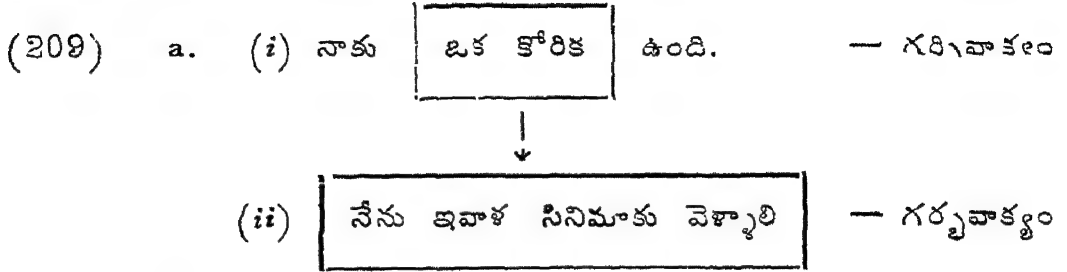 (209) a. (i) నాకు ఒక కోరిక ఉంది. — గర్భివాక్యం
(ii) నేను ఇవాళ సినిమాకు వెళ్ళాలి — గర్భవాక్యం